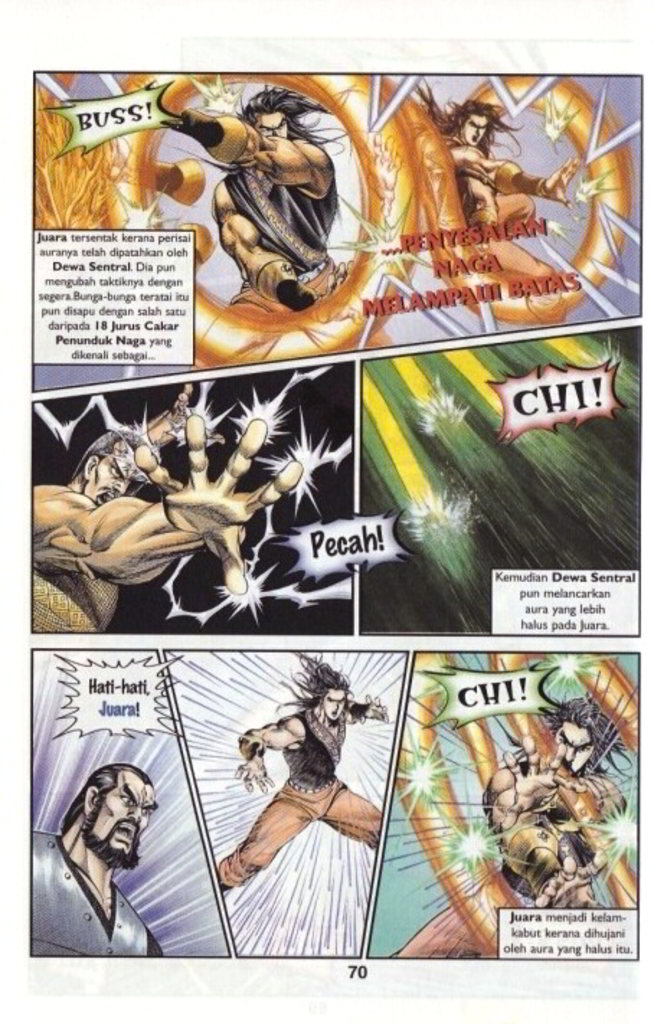 BUSS!
Juara tersentak kerana perisai
auranya telah dipatahkan oleh
Dewa Sentral. Dia pun
mengubah taktiknya dengan
segera.Bunga-bunga teratai itu
pun disapu dengan salah satu
daripada 18 Jurus Cakar
Penunduk Naga yang
dikenali sebagai...
...PENYESALAN
NAGA
MELAMPAUI BATAS
Pecah!
CHI!
Kemudian Dewa Sentral
pun melancarkan
aura yang lebih
halus pada Juara.
Hati-hati,
Juara!
CHI!
Juara menjadi kelam-
kabut kerana dihujani
oleh aura yang halus itu.
70